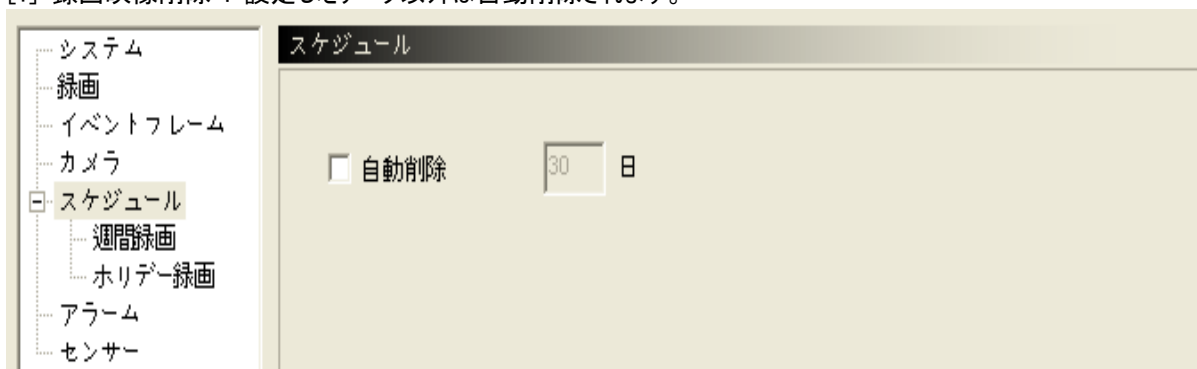 システム
録画
イベントフレーム
カメラ
スケジュール
週間録画
ホリデー録画
アラーム
センサー
スケジュール
自動削除 30 日